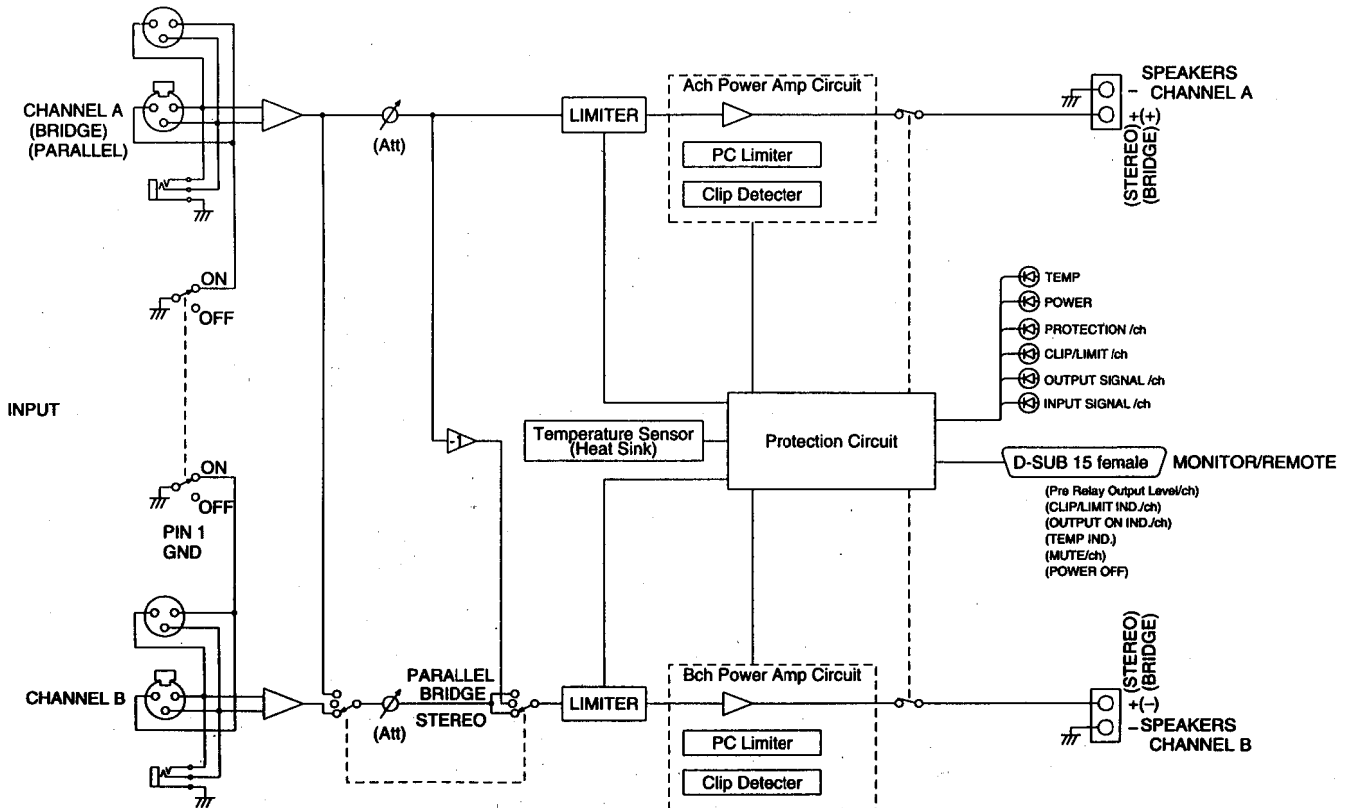 CHANNEL A
(BRIDGE)
(PARALLEL)
(Att)
LIMITER
Ach Power Amp Circuit
PC Limiter
Clip Detecter
SPEAKERS
CHANNEL A
−
+(+)
(STEREO)
(BRIDGE)
ON
OFF
INPUT
ON
OFF
PIN 1
GND
-1
Temperature Sensor
(Heat Sink)
Protection Circuit
TEMP
POWER
PROTECTION /ch
CLIP/LIMIT /ch
OUTPUT SIGNAL /ch
INPUT SIGNAL /ch
D-SUB 15 female
MONITOR/REMOTE
(Pre Relay Output Level/ch)
(CLIP/LIMIT IND./ch)
(OUTPUT ON IND./ch)
(TEMP IND.)
(MUTE/ch)
(POWER OFF)
CHANNEL B
(Att)
PARALLEL
BRIDGE
STEREO
LIMITER
Bch Power Amp Circuit
PC Limiter
Clip Detecter
(STEREO)
(BRIDGE)
+(−)
−
SPEAKERS
CHANNEL B